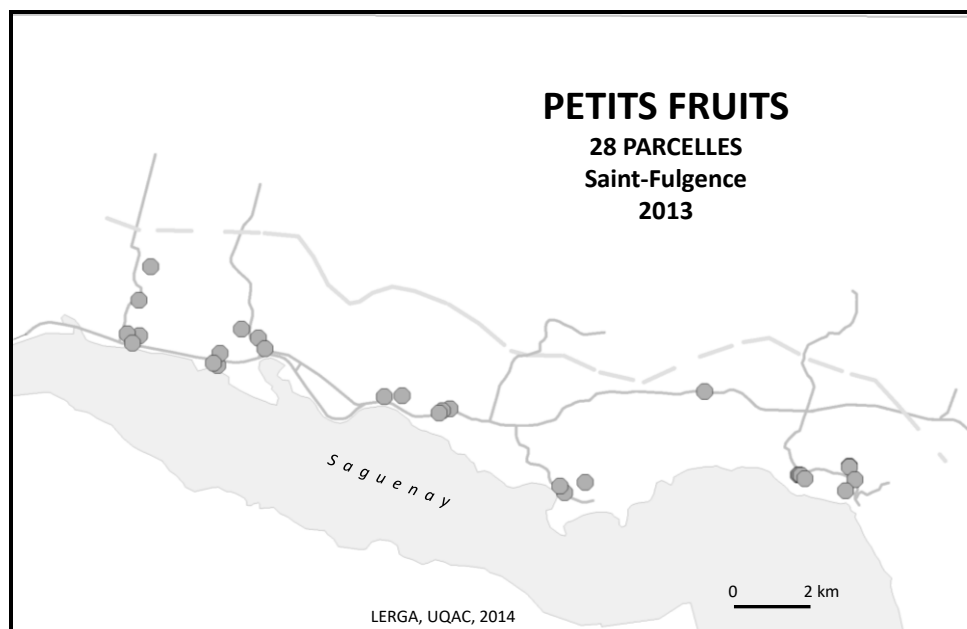 PETITS FRUITS
28 PARCELLES
Saint-Fulgence
2013
Saguenay
0 2 km
LERGA, UQAC, 2014